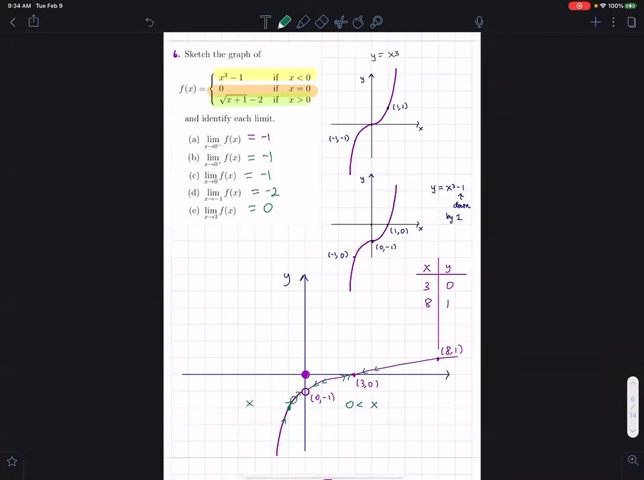 9:34 AM Tue Feb 9
6. Sketch the graph of
f(x) = { x³ − 1 if x < 0
0 if x = 0
√x + 1 − 2 if x > 0
and identify each limit.
(a) lim x→0⁻ f(x) = -1
(b) lim x→0⁺ f(x) = -1
(c) lim x→0 f(x) = -1
(d) lim x→−1 f(x) = -2
(e) lim x→3 f(x) = 0
y = x³
y
(1,1)
x
(-1,-1)
y
y = x³-1
down
by 1
(1,0)
x
(0,-1)
(-1,0)
x y
3 0
8 1
y
(8,1)
(3,0)
(0,-1)
x
0 < x